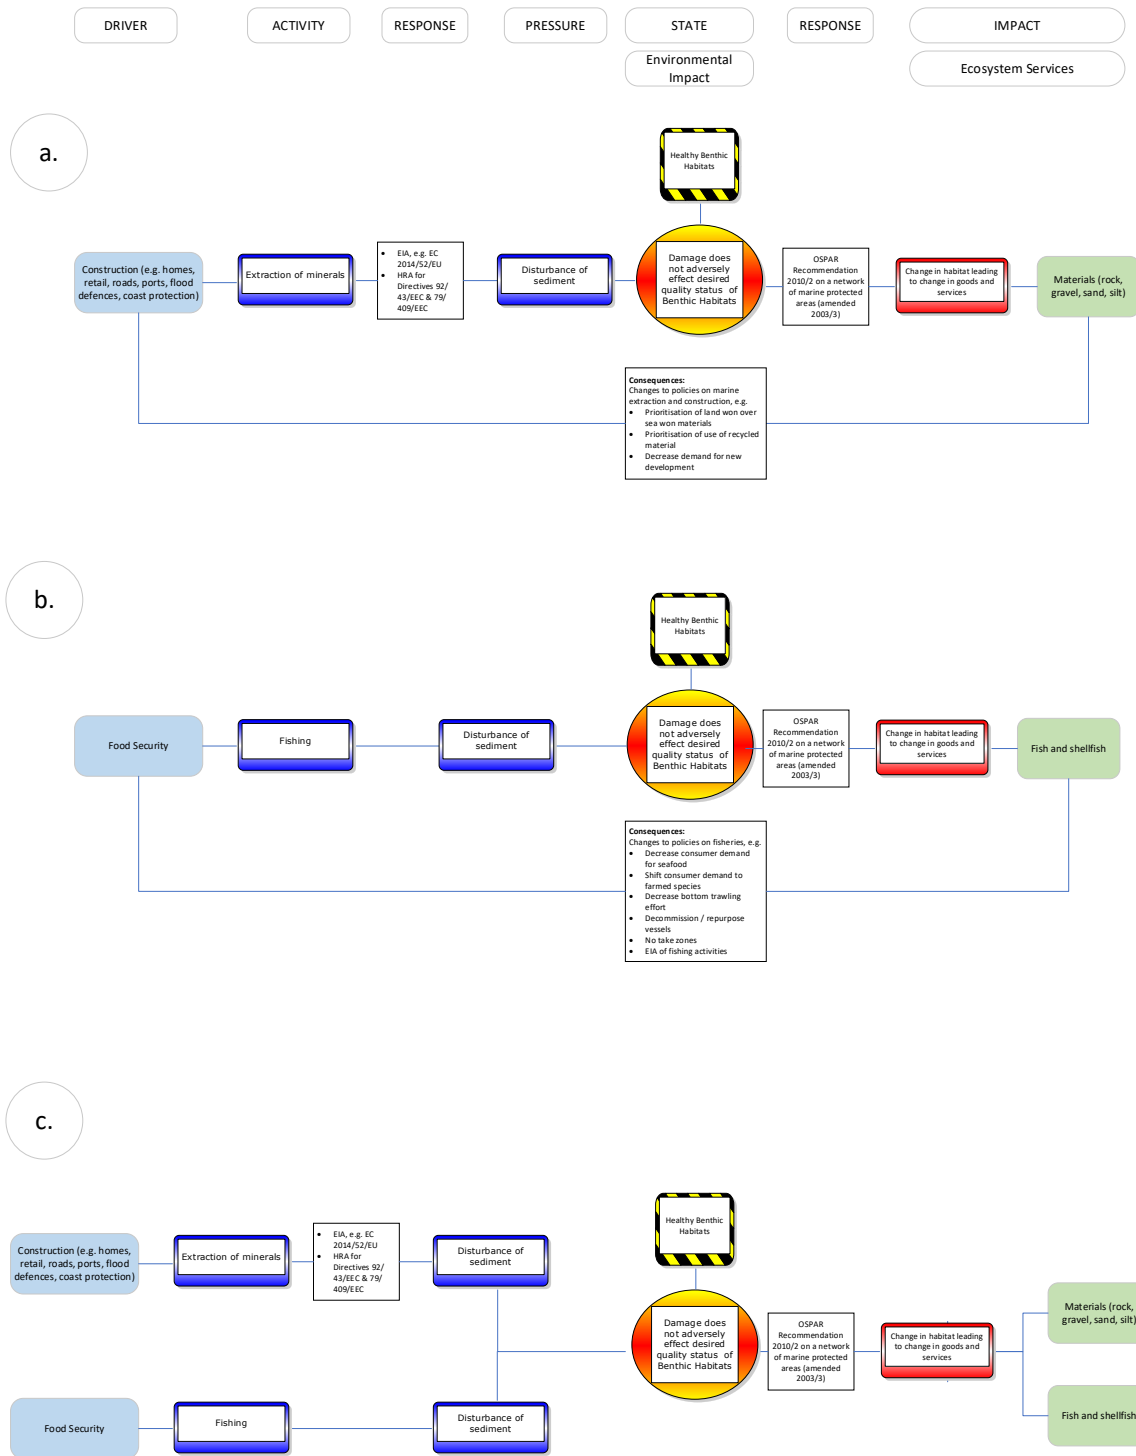 DRIVER
ACTIVITY
RESPONSE
PRESSURE
STATE
RESPONSE
IMPACT
Environmental
Impact
Ecosystem Services
a.
Healthy Benthic
Habitats
Construction (e.g. homes,
retail, roads, ports, flood
defences, coast protection)
Extraction of minerals
• EIA, e.g. EC
2014/52/EU
• HRA for
Directives 92/
43/EEC & 79/
409/EEC
Disturbance of
sediment
Damage does
not adversely
effect desired
quality status of
Benthic Habitats
OSPAR
Recommendation
2010/2 on a network
of marine protected
areas (amended
2003/3)
Change in habitat leading
to change in goods and
services
Materials (rock,
gravel, sand, silt)
Consequences:
Changes to policies on marine
extraction and construction, e.g.
• Prioritisation of land won over
sea won materials
• Prioritisation of use of recycled
material
• Decrease demand for new
development
b.
Healthy Benthic
Habitats
Food Security
Fishing
Disturbance of
sediment
Damage does
not adversely
effect desired
quality status of
Benthic Habitats
OSPAR
Recommendation
2010/2 on a network
of marine protected
areas (amended
2003/3)
Change in habitat leading
to change in goods and
services
Fish and shellfish
Consequences:
Changes to policies on fisheries, e.g.
• Decrease consumer demand
for seafood
• Shift consumer demand to
farmed species
• Decrease bottom trawling
effort
• Decommission / repurpose
vessels
• No take zones
• EIA of fishing activities
c.
Healthy Benthic
Habitats
Construction (e.g. homes,
retail, roads, ports, flood
defences, coast protection)
Extraction of minerals
• EIA, e.g. EC
2014/52/EU
• HRA for
Directives 92/
43/EEC & 79/
409/EEC
Disturbance of
sediment
Damage does
not adversely
effect desired
quality status of
Benthic Habitats
OSPAR
Recommendation
2010/2 on a network
of marine protected
areas (amended
2003/3)
Change in habitat leading
to change in goods and
services
Materials (rock,
gravel, sand, silt)
Food Security
Fishing
Disturbance of
sediment
Fish and shellfish